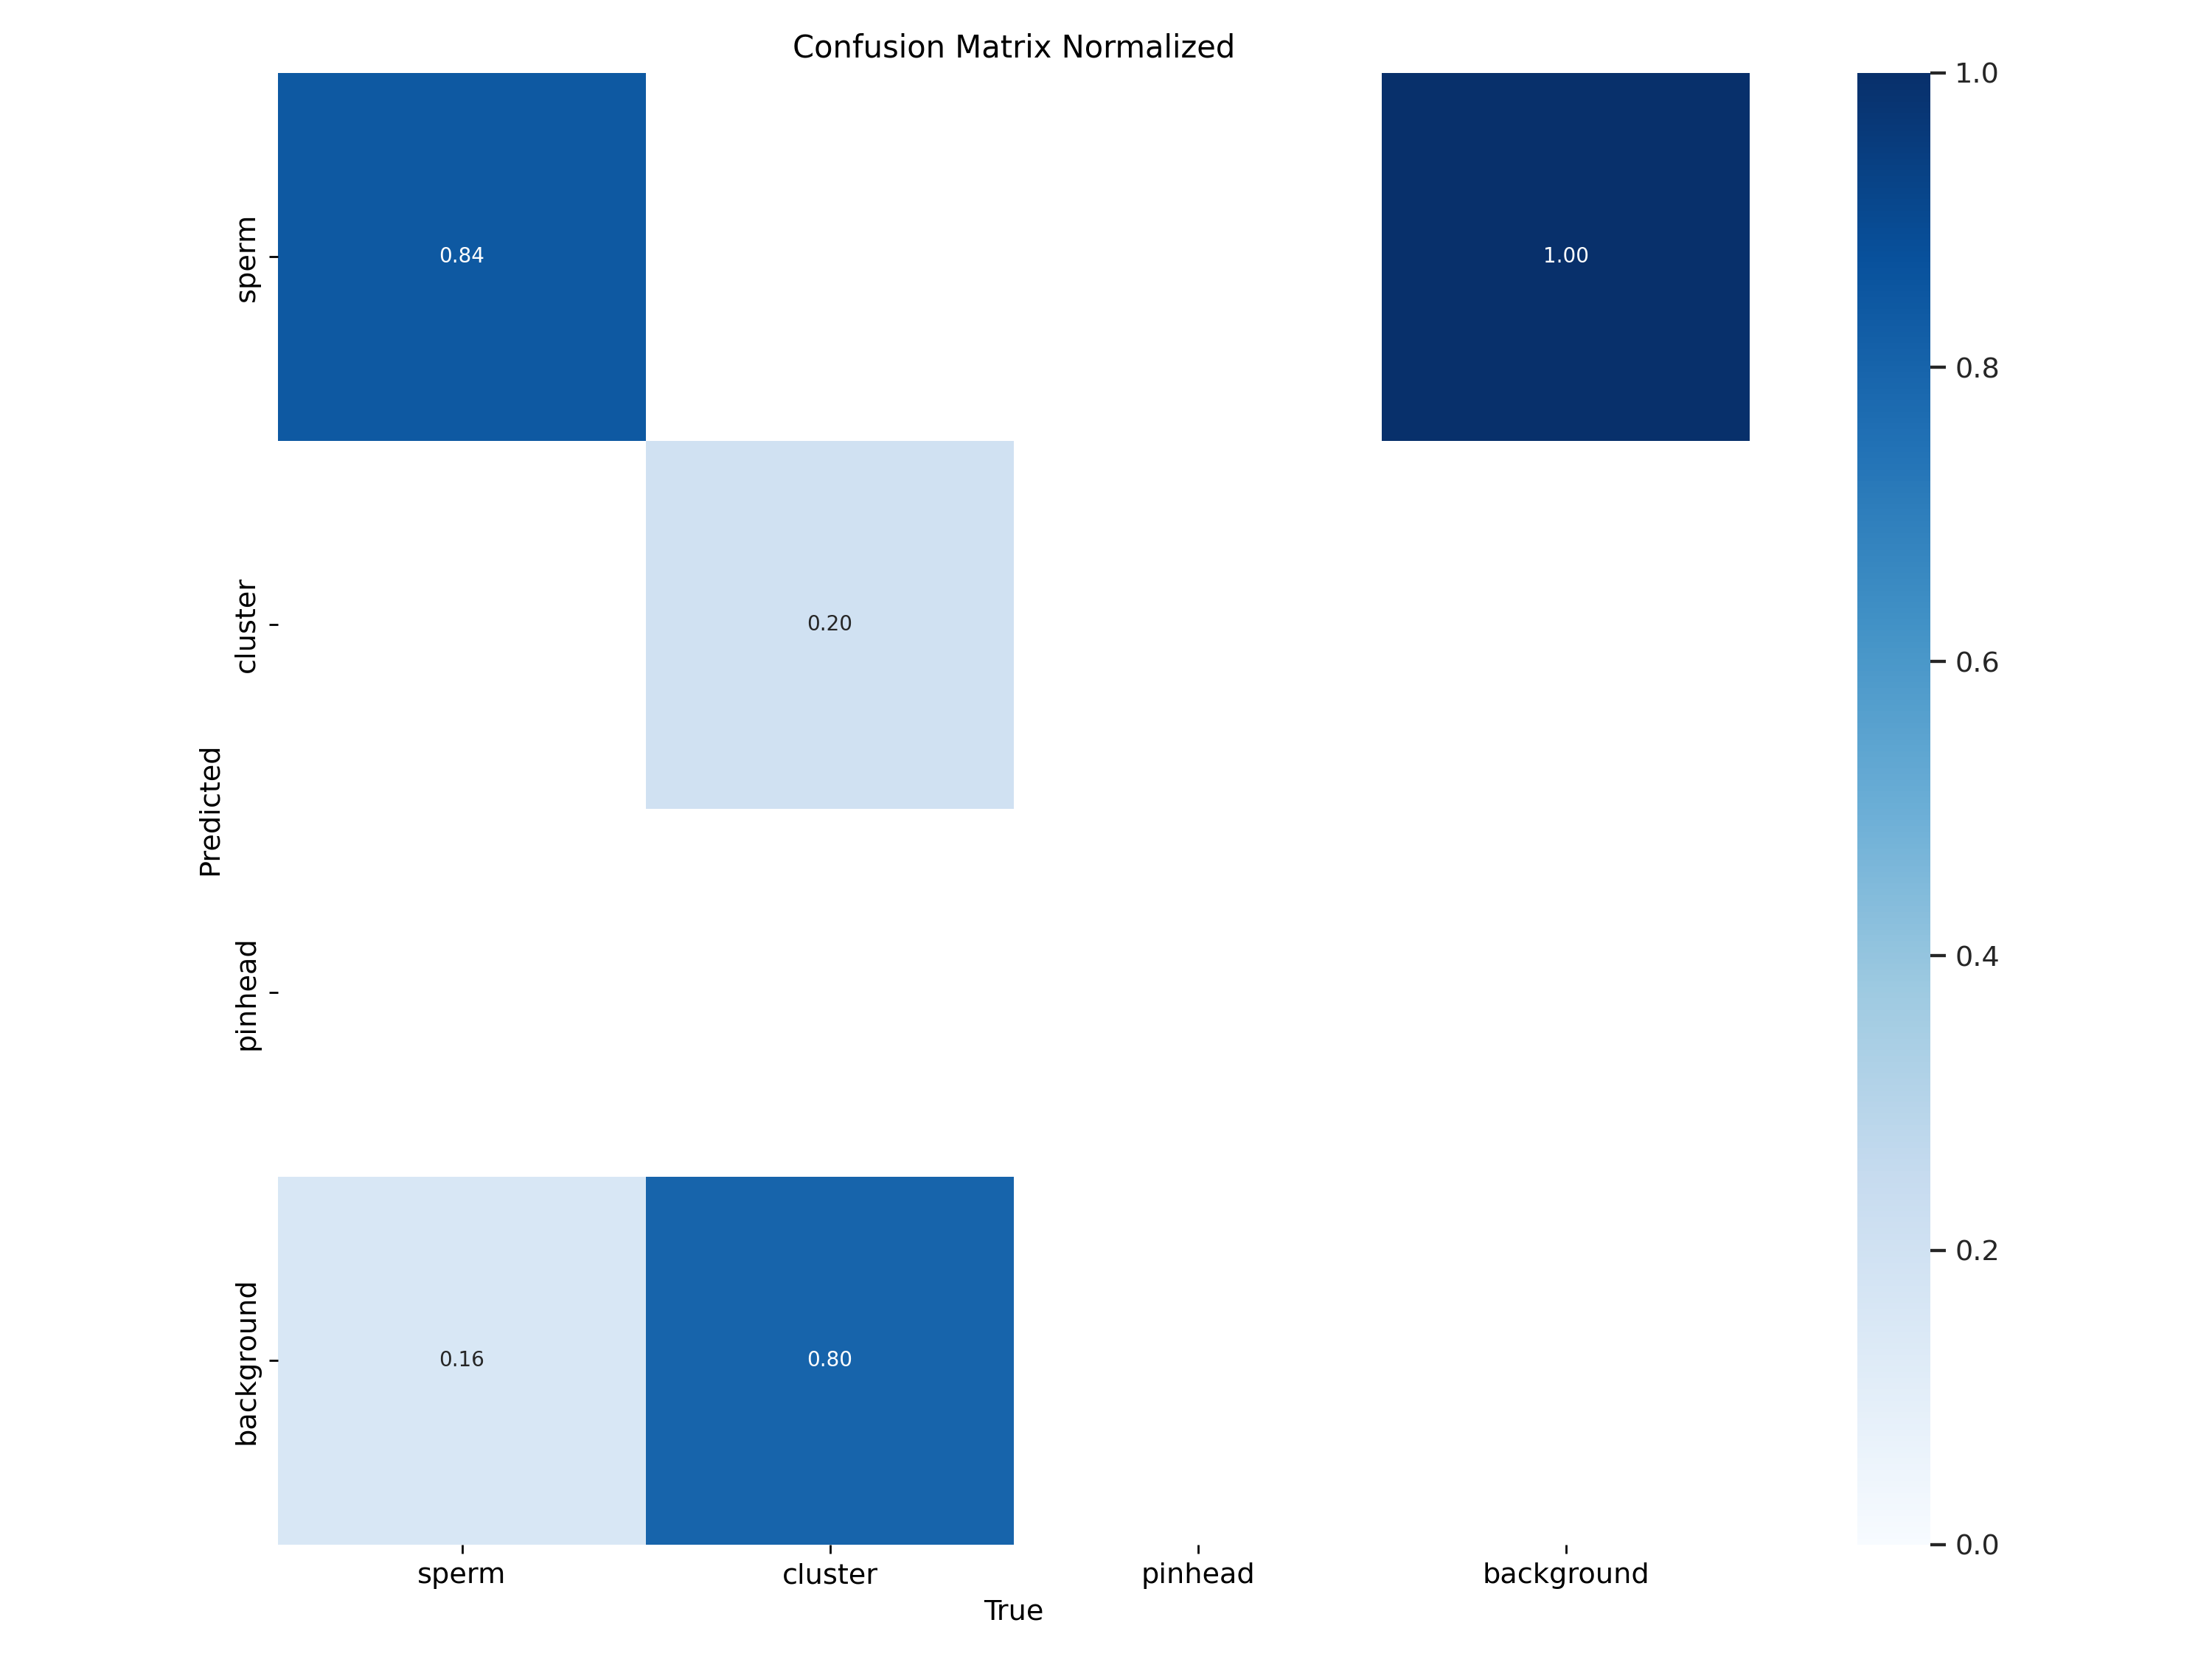 Confusion Matrix Normalized
sperm
cluster
pinhead
background
Predicted
0.84
1.00
0.20
0.16
0.80
sperm
cluster
pinhead
background
True
1.0
0.8
0.6
0.4
0.2
0.0